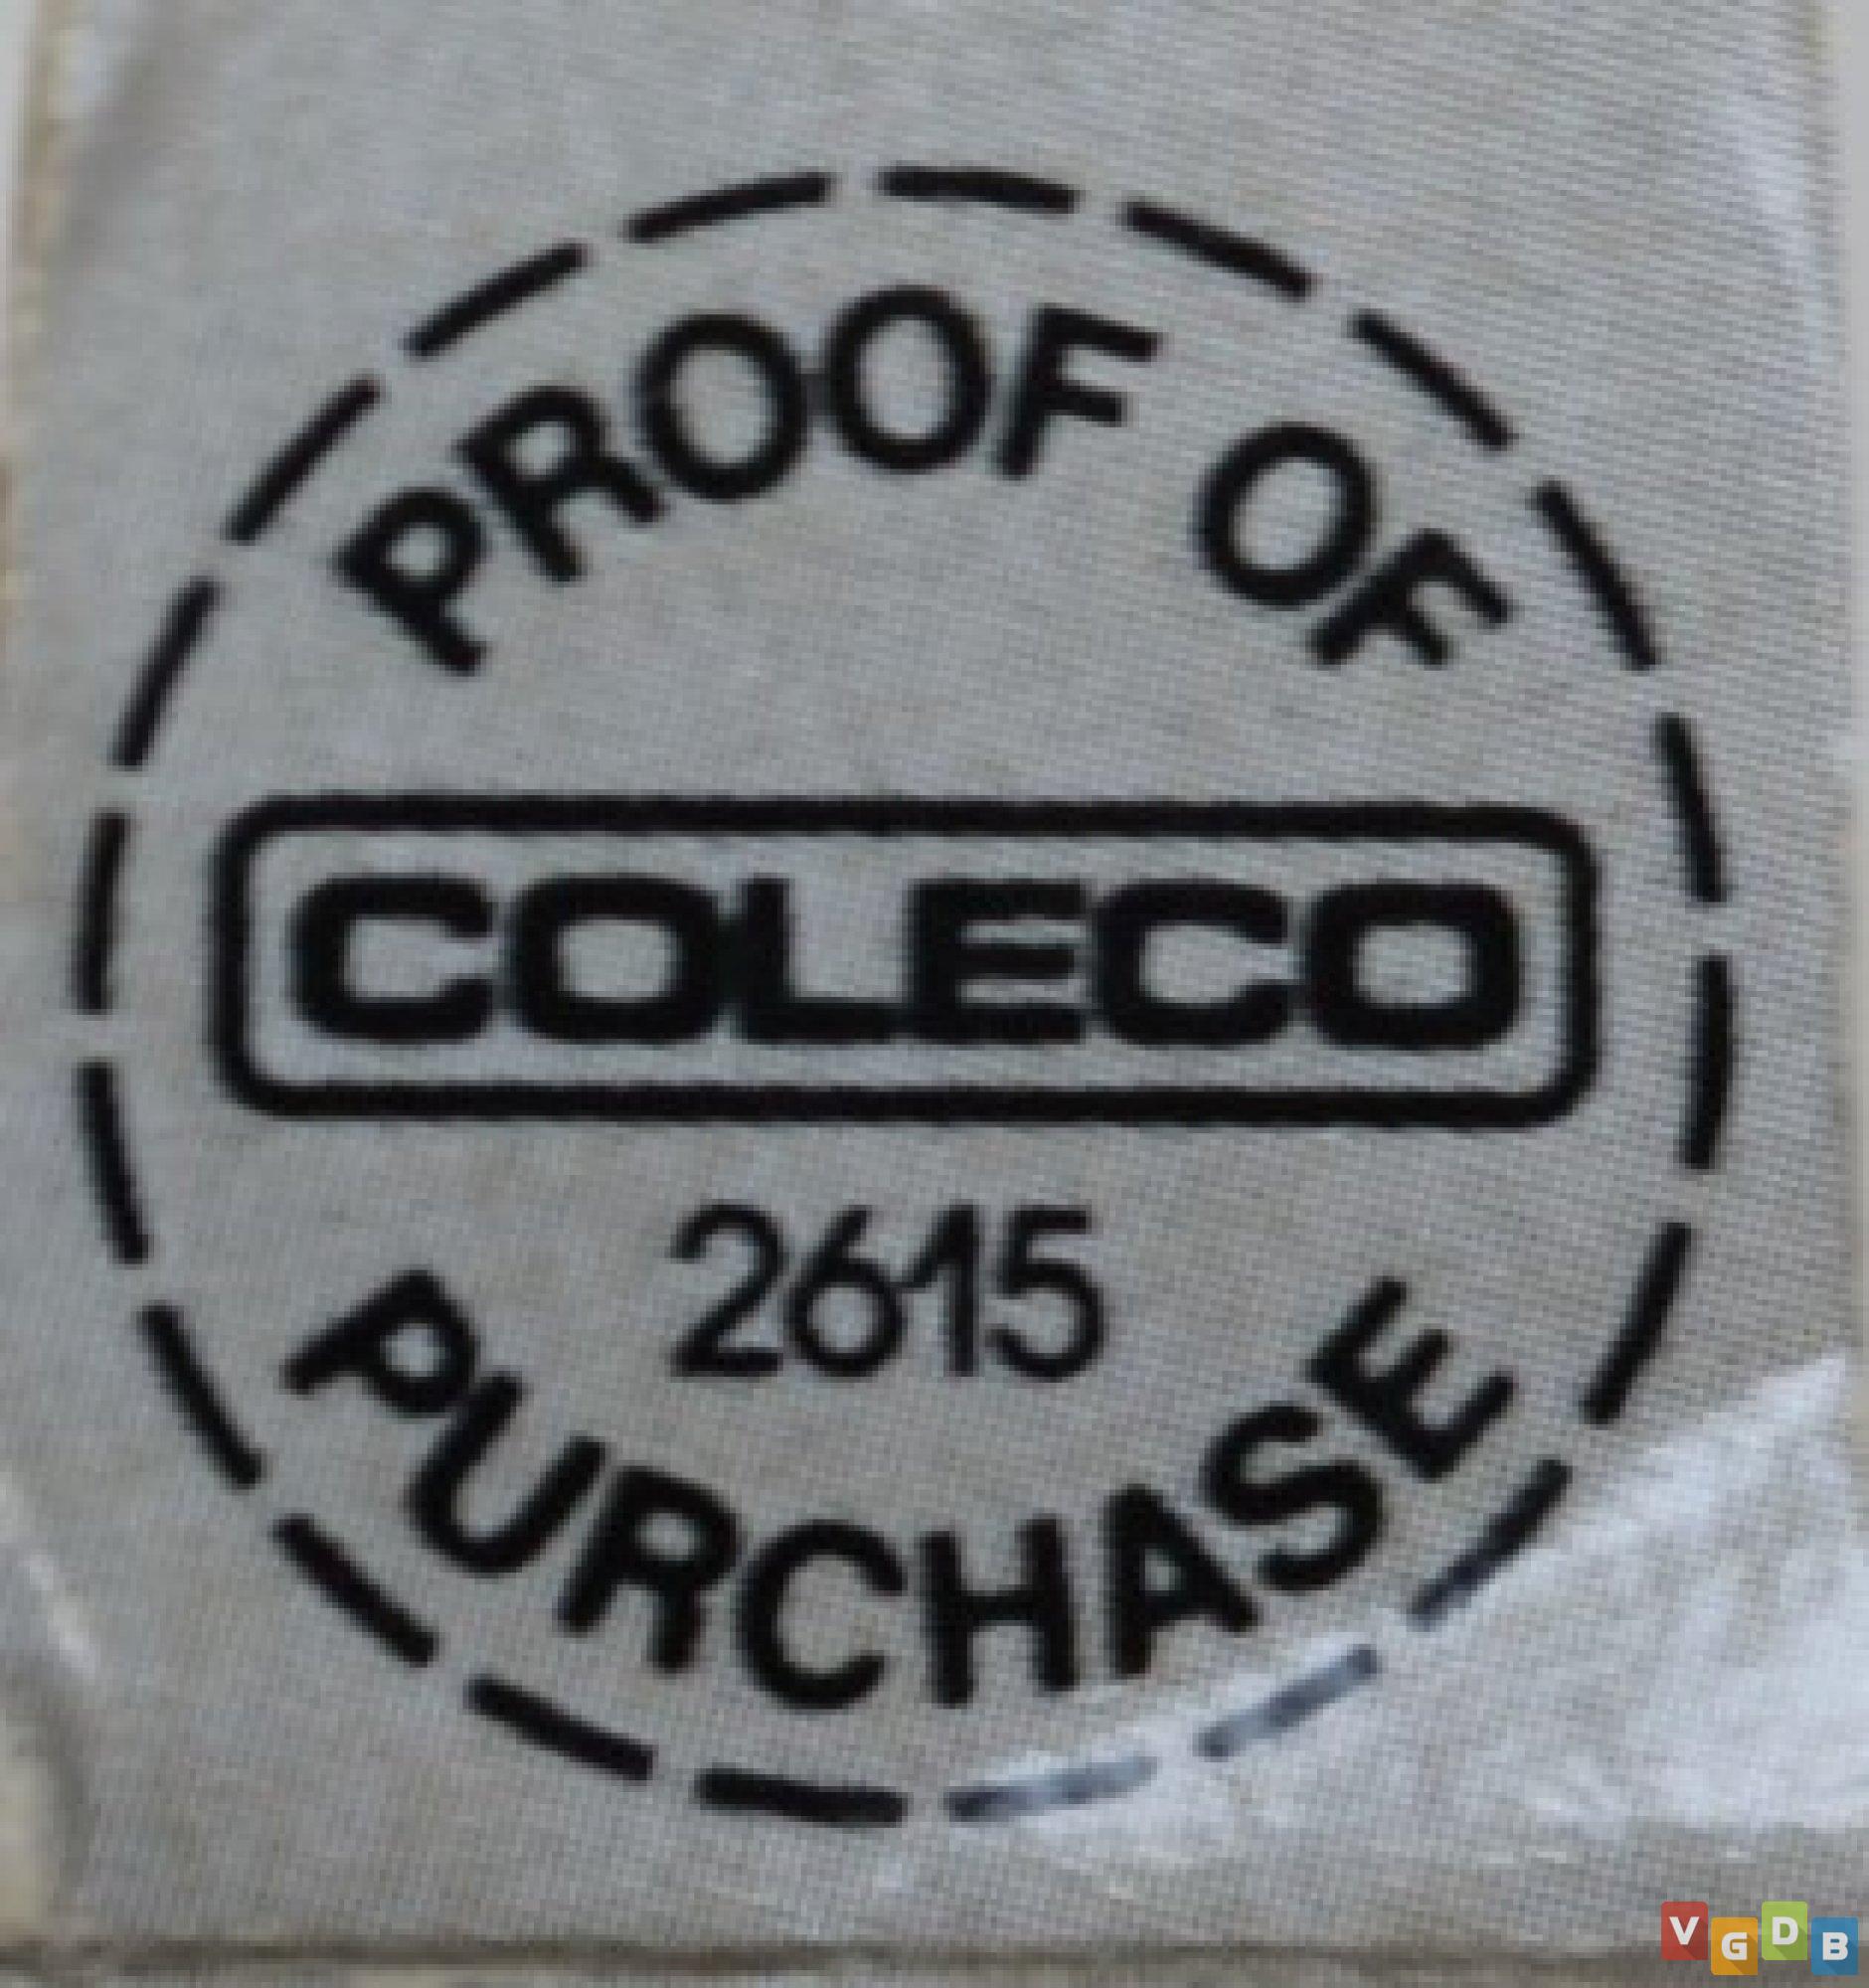 PROOF OF
COLECO
2615
PURCHASE
VGDB